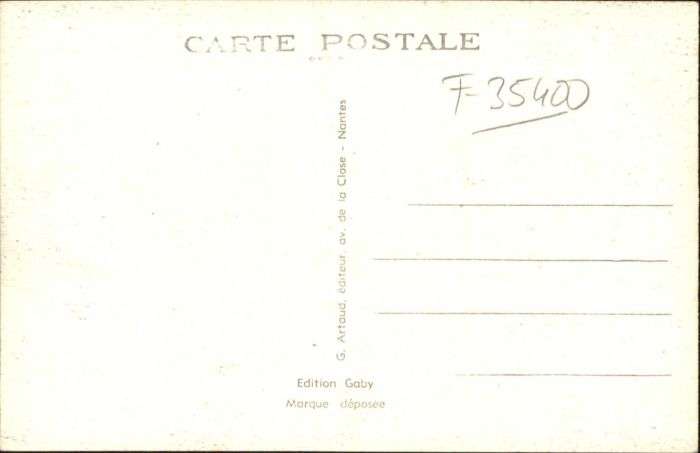 CARTE POSTALE
F-35400
G. Artaud, éditeur, av. de la Close - Nantes
Edition Gaby
Marque déposée